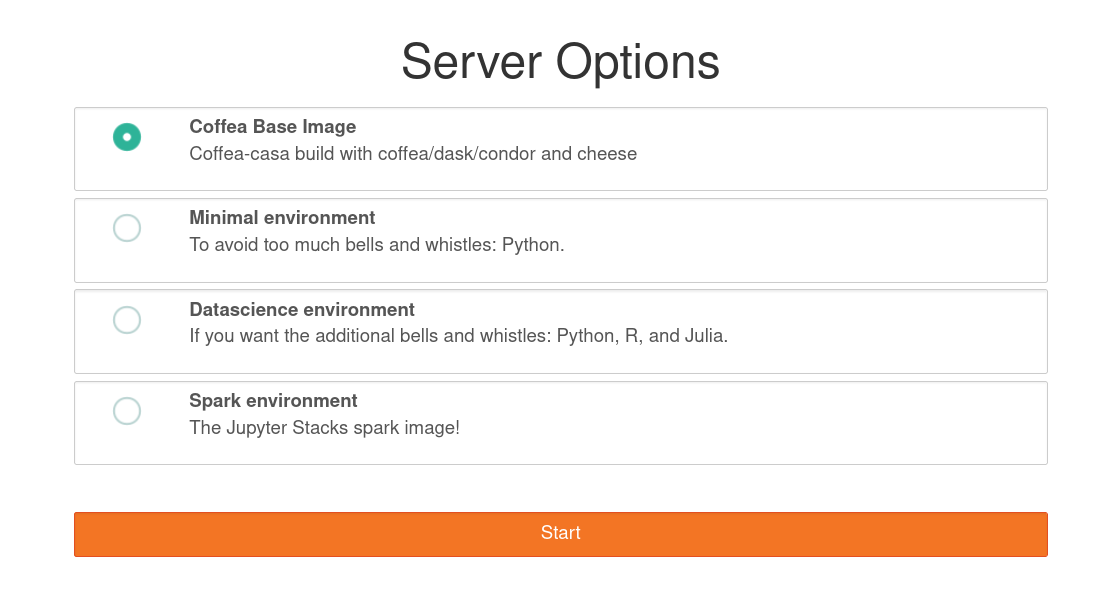 Server Options
Coffea Base Image
Coffea-casa build with coffea/dask/condor and cheese
Minimal environment
To avoid too much bells and whistles: Python.
Datascience environment
If you want the additional bells and whistles: Python, R, and Julia.
Spark environment
The Jupyter Stacks spark image!
Start